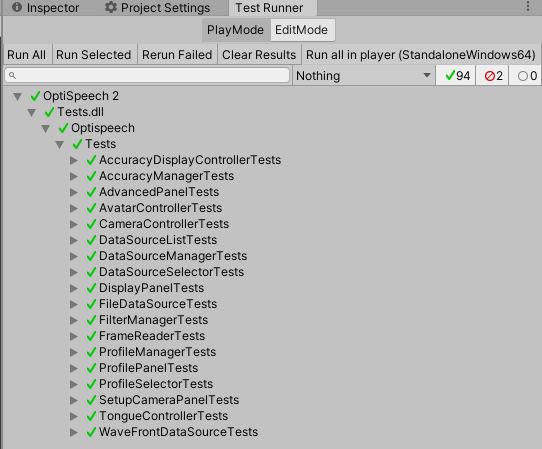 Inspector Project Settings Test Runner
PlayMode EditMode
Run All Run Selected Rerun Failed Clear Results Run all in player (StandaloneWindows64)
Nothing 94 2 0
OptiSpeech 2
Tests.dll
Optispeech
Tests
AccuracyDisplayControllerTests
AccuracyManagerTests
AdvancedPanelTests
AvatarControllerTests
CameraControllerTests
DataSourceListTests
DataSourceManagerTests
DataSourceSelectorTests
DisplayPanelTests
FileDataSourceTests
FilterManagerTests
FrameReaderTests
ProfileManagerTests
ProfilePanelTests
ProfileSelectorTests
SetupCameraPanelTests
TongueControllerTests
WaveFrontDataSourceTests